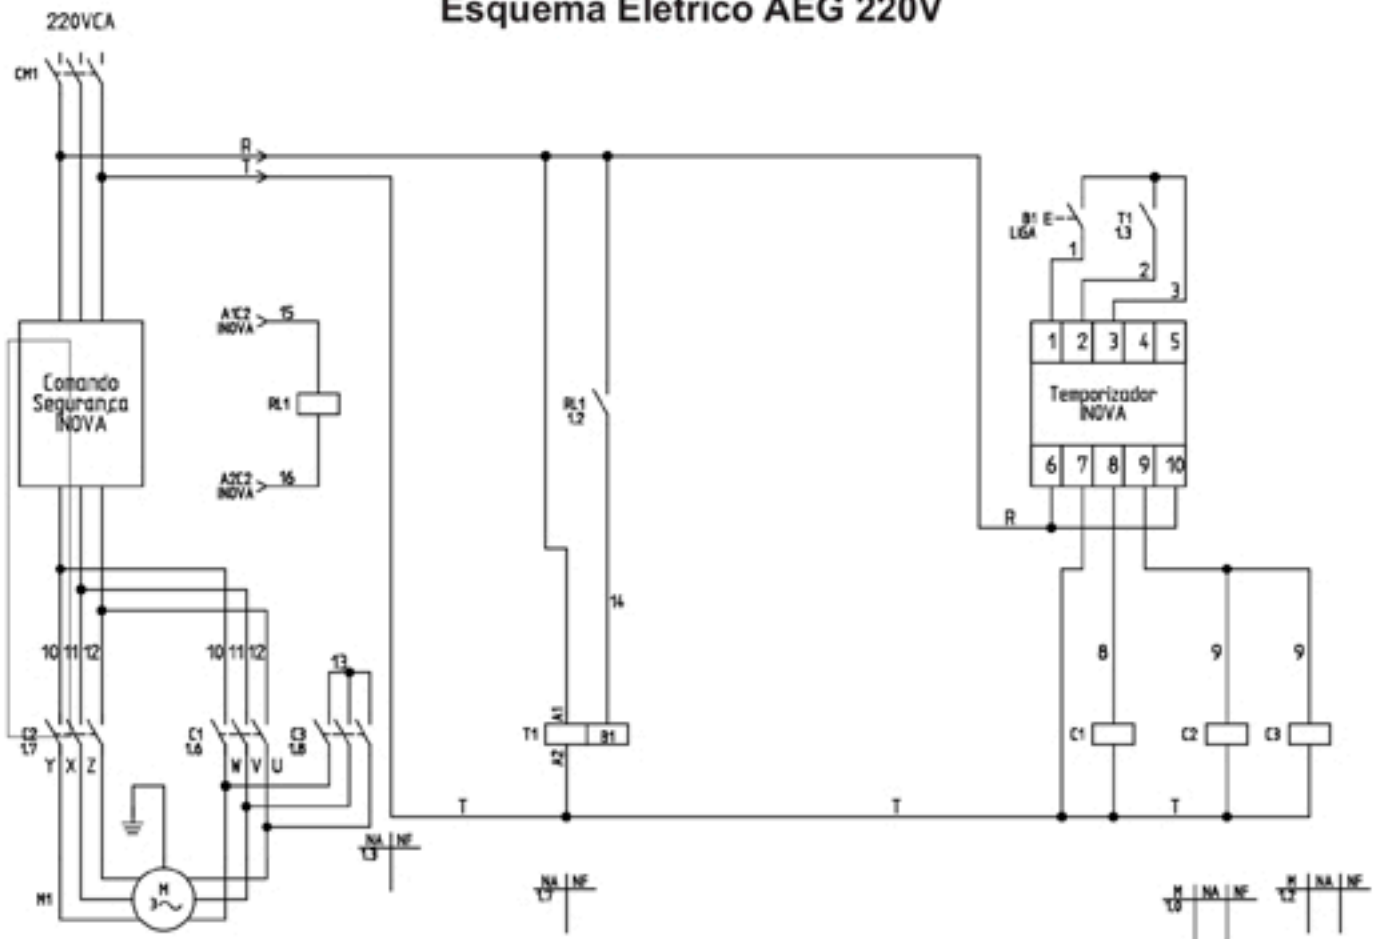 Esquema Elétrico AEG 220V
220VCA
CM1
R
T
B1 E
LIGA
T1
1.3
1
2
3
A1C2
INOVA
15
1 2 3 4 5
Comando
Segurança
INOVA
RL1
RL1
1.2
Temporizador
INOVA
A2C2
INOVA
16
6 7 8 9 10
R
14
10 11 12
10 11 12
13
8
9
9
C2
1.7
C1
1.6
C3
1.8
T1
A1
B1
A2
C1
C2
C3
Y X Z
W V U
T
T
T
NA NF
1.3
M1
M
3~
NA NF
1.7
M NA NF
1.0
M NA NF
1.2